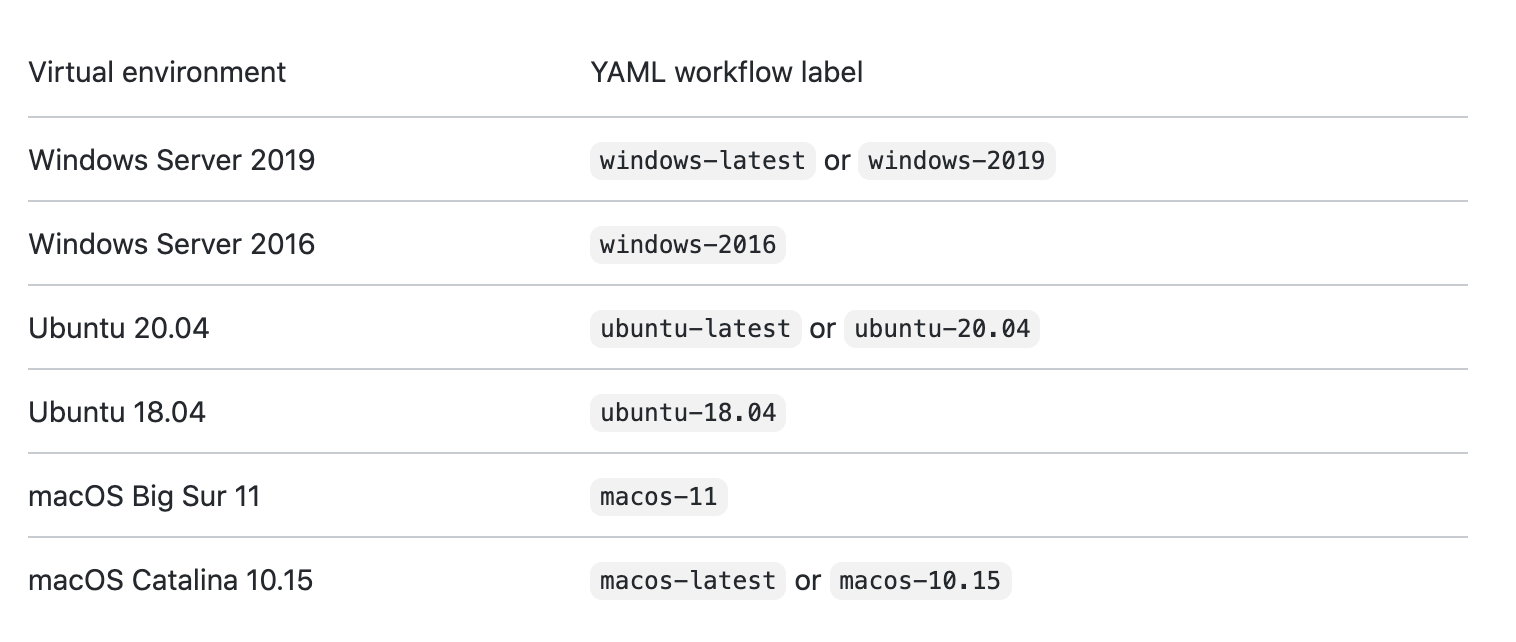 Virtual environment YAML workflow label
Windows Server 2019 windows-latest or windows-2019
Windows Server 2016 windows-2016
Ubuntu 20.04 ubuntu-latest or ubuntu-20.04
Ubuntu 18.04 ubuntu-18.04
macOS Big Sur 11 macos-11
macOS Catalina 10.15 macos-latest or macos-10.15